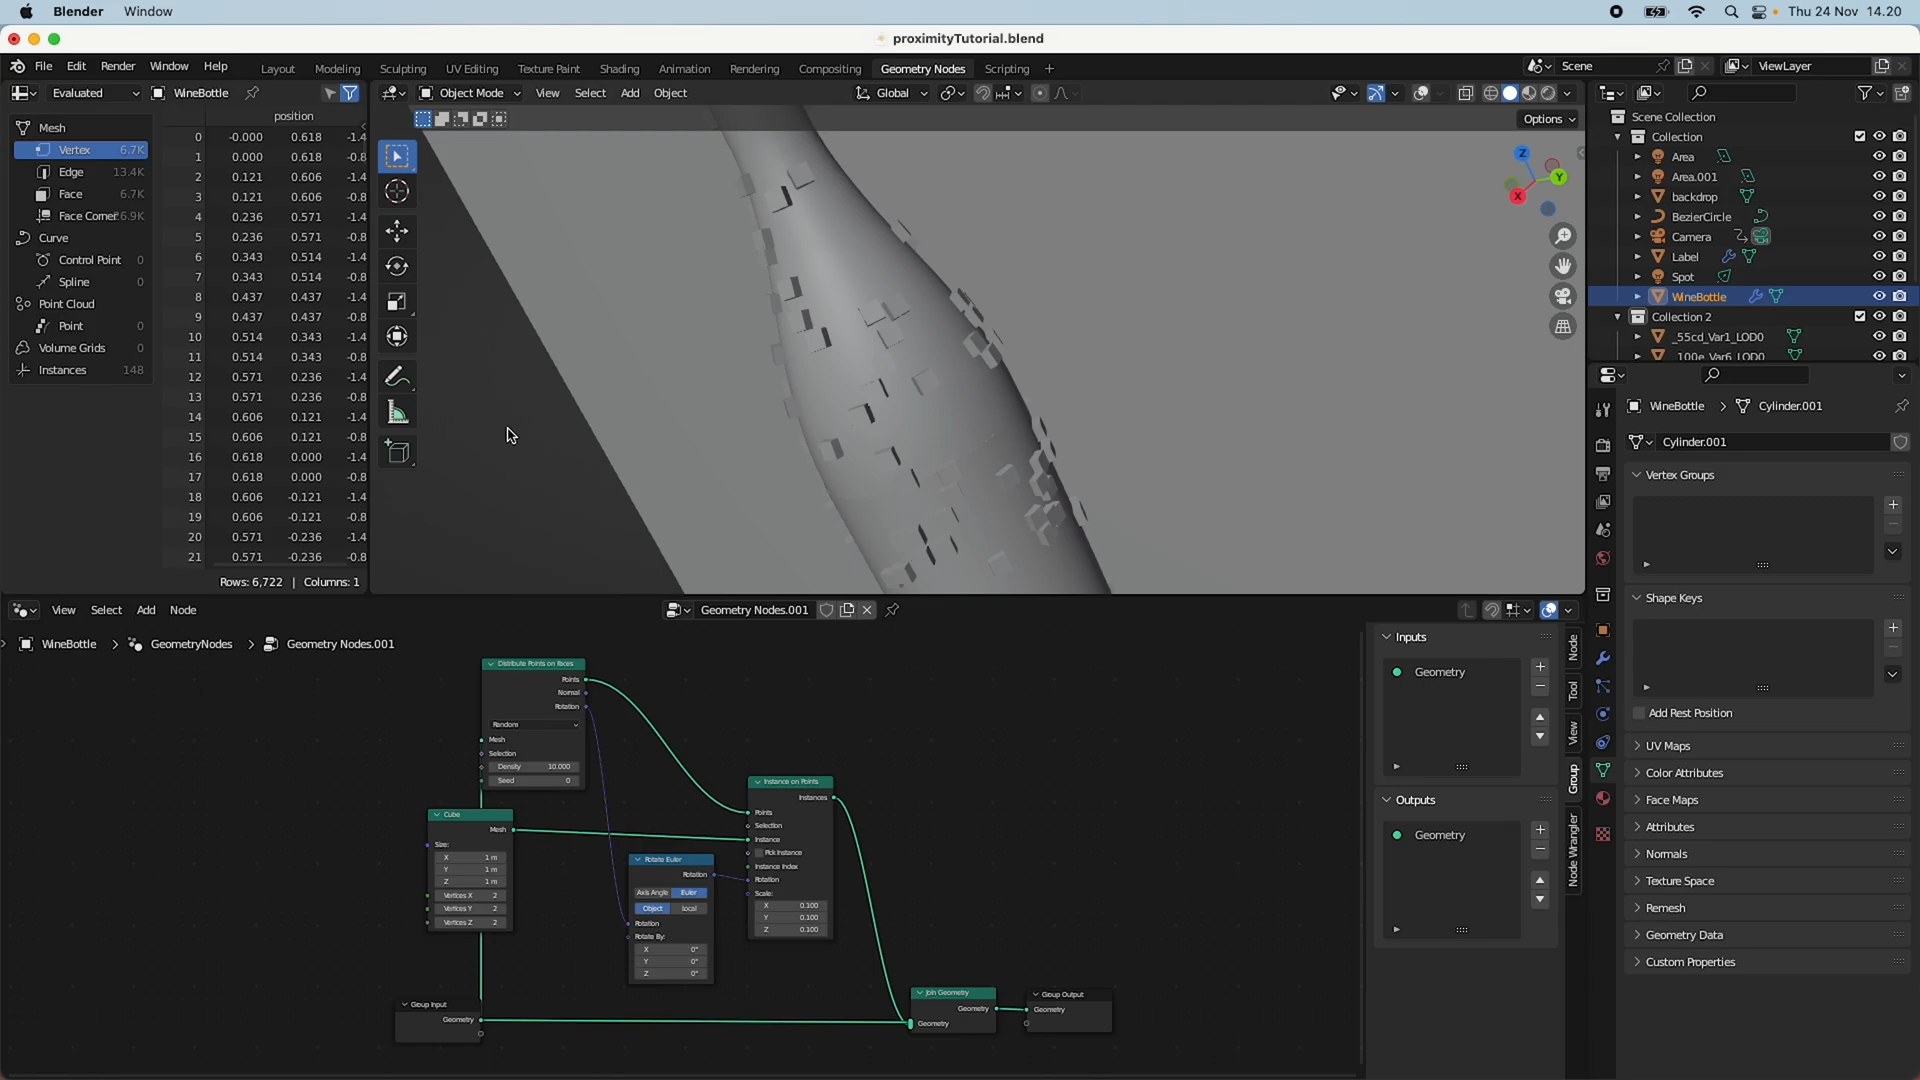 Blender Window Thu 24 Nov 14.20
proximityTutorial.blend
File Edit Render Window Help Layout Modeling Sculpting UV Editing Texture Paint Shading Animation Rendering Compositing Geometry Nodes Scripting + Scene ViewLayer
Evaluated WineBottle
Object Mode View Select Add Object Global
Options
position
Mesh
Vertex 6.7K
Edge 13.4K
Face 6.7K
Face Corner 26.9K
Curve
Control Point 0
Spline 0
Point Cloud
Point 0
Volume Grids 0
Instances 148
0 -0.000 0.618 -1.4
1 0.000 0.618 -0.8
2 0.121 0.606 -1.4
3 0.121 0.606 -0.8
4 0.236 0.571 -1.4
5 0.236 0.571 -0.8
6 0.343 0.514 -1.4
7 0.343 0.514 -0.8
8 0.437 0.437 -1.4
9 0.437 0.437 -0.8
10 0.514 0.343 -1.4
11 0.514 0.343 -0.8
12 0.571 0.236 -1.4
13 0.571 0.236 -0.8
14 0.606 0.121 -1.4
15 0.606 0.121 -0.8
16 0.618 0.000 -1.4
17 0.618 0.000 -0.8
18 0.606 -0.121 -1.4
19 0.606 -0.121 -0.8
20 0.571 -0.236 -1.4
21 0.571 -0.236 -0.8
Rows: 6,722 | Columns: 1
Z
Y
X
Scene Collection
Collection
Area
Area.001
backdrop
BezierCircle
Camera
Label
Spot
WineBottle
Collection 2
_55cd_Var1_LOD0
_100e_Var6_LOD0
WineBottle > Cylinder.001
Cylinder.001
Vertex Groups
Shape Keys
Add Rest Position
UV Maps
Color Attributes
Face Maps
Attributes
Normals
Texture Space
Remesh
Geometry Data
Custom Properties
View Select Add Node Geometry Nodes.001
WineBottle > GeometryNodes > Geometry Nodes.001
Distribute Points on Faces
Points
Normal
Rotation
Random
Mesh
Selection
Density 10.000
Seed 0
Cube
Mesh
Size:
X 1 m
Y 1 m
Z 1 m
Vertices X 2
Vertices Y 2
Vertices Z 2
Rotate Euler
Rotation
Axis Angle Euler
Object Local
Rotation
Rotate By:
X 0°
Y 0°
Z 0°
Instance on Points
Instances
Points
Selection
Instance
Pick Instance
Instance Index
Rotation
Scale:
X 0.100
Y 0.100
Z 0.100
Group Input
Geometry
Join Geometry
Geometry
Geometry
Group Output
Geometry
Inputs
Geometry
Outputs
Geometry
Node
Tool
View
Group
Node Wrangler